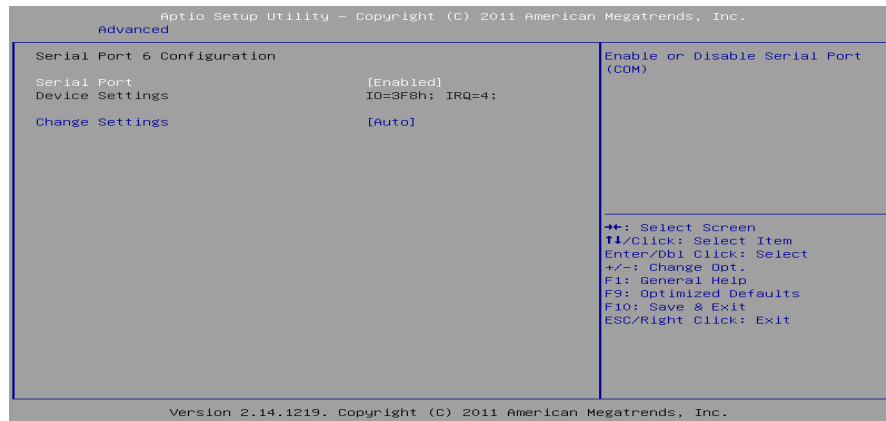 Aptio Setup Utility – Copyright (C) 2011 American Megatrends, Inc.
Advanced
Serial Port 6 Configuration
Serial Port [Enabled]
Device Settings IO=3F8h; IRQ=4;
Change Settings [Auto]
Enable or Disable Serial Port
(COM)
→←: Select Screen
↑↓/Click: Select Item
Enter/Dbl Click: Select
+/-: Change Opt.
F1: General Help
F9: Optimized Defaults
F10: Save & Exit
ESC/Right Click: Exit
Version 2.14.1219. Copyright (C) 2011 American Megatrends, Inc.